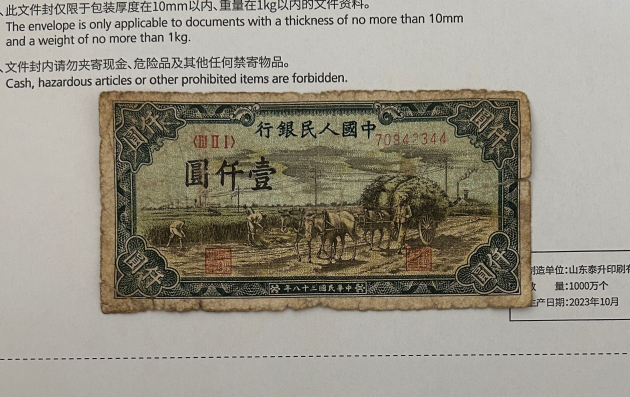 、此文件封仅限于包装厚度在10mm以内、重量在1kg以内的文件资料。
The envelope is only applicable to documents with a thickness of no more than 10mm
and a weight of no more than 1kg.
、文件封内请勿夹寄现金、危险品及其他任何禁寄物品。
Cash, hazardous articles or other prohibited items are forbidden.
圓仟
圓仟
行銀民人國中
〈III II I〉
70942344
圓仟壹
圓仟
圓仟
年八十三國民華中
制造单位:山东泰升印刷有
量:1000万个
生产日期:2023年10月